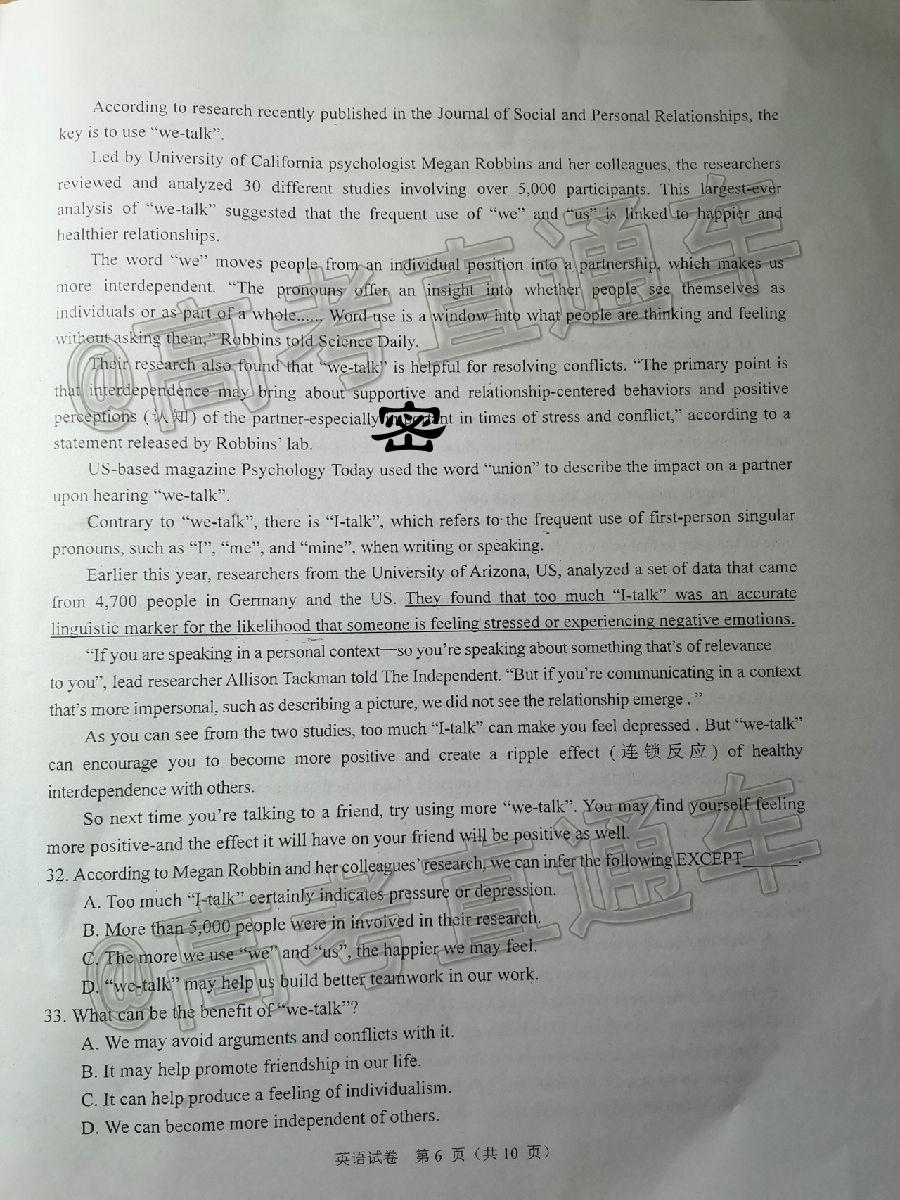 According to research recently published in the Journal of Social and Personal Relationships, the
key is to use “we-talk”.
Led by University of California psychologist Megan Robbins and her colleagues, the researchers
reviewed and analyzed 30 different studies involving over 5,000 participants. This largest-ever
analysis of “we-talk” suggested that the frequent use of “we” and “us” is linked to happier and
healthier relationships.
The word “we” moves people from an individual position into a partnership, which makes us
more interdependent. “The pronouns offer an insight into whether people see themselves as
individuals or as part of a whole...... Word use is a window into what people are thinking and feeling
without asking them,” Robbins told Science Daily.
Their research also found that “we-talk” is helpful for resolving conflicts. “The primary point is
that interdependence may bring about supportive and relationship-centered behaviors and positive
perceptions (认知) of the partner-especially in times of stress and conflict,” according to a
密
statement released by Robbins’ lab.
US-based magazine Psychology Today used the word “union” to describe the impact on a partner
upon hearing “we-talk”.
Contrary to “we-talk”, there is “I-talk”, which refers to the frequent use of first-person singular
pronouns, such as “I”, “me”, and “mine”, when writing or speaking.
Earlier this year, researchers from the University of Arizona, US, analyzed a set of data that came
from 4,700 people in Germany and the US. They found that too much “I-talk” was an accurate
linguistic marker for the likelihood that someone is feeling stressed or experiencing negative emotions.
“If you are speaking in a personal context—so you’re speaking about something that’s of relevance
to you”, lead researcher Allison Tackman told The Independent. “But if you’re communicating in a context
that’s more impersonal, such as describing a picture, we did not see the relationship emerge . ”
As you can see from the two studies, too much “I-talk” can make you feel depressed . But “we-talk”
can encourage you to become more positive and create a ripple effect (连锁反应) of healthy
interdependence with others.
So next time you’re talking to a friend, try using more “we-talk”. You may find yourself feeling
more positive-and the effect it will have on your friend will be positive as well.
32. According to Megan Robbin and her colleagues’ research, we can infer the following EXCEPT______.
A. Too much “I-talk” certainly indicates pressure or depression.
B. More than 5,000 people were in involved in their research.
C. The more we use “we” and “us”, the happier we may feel.
D. “we-talk” may help us build better teamwork in our work.
33. What can be the benefit of “we-talk”?
A. We may avoid arguments and conflicts with it.
B. It may help promote friendship in our life.
C. It can help produce a feeling of individualism.
D. We can become more independent of others.
英语试卷 第 6 页（共 10 页）
@高考直通车
@高考直通车